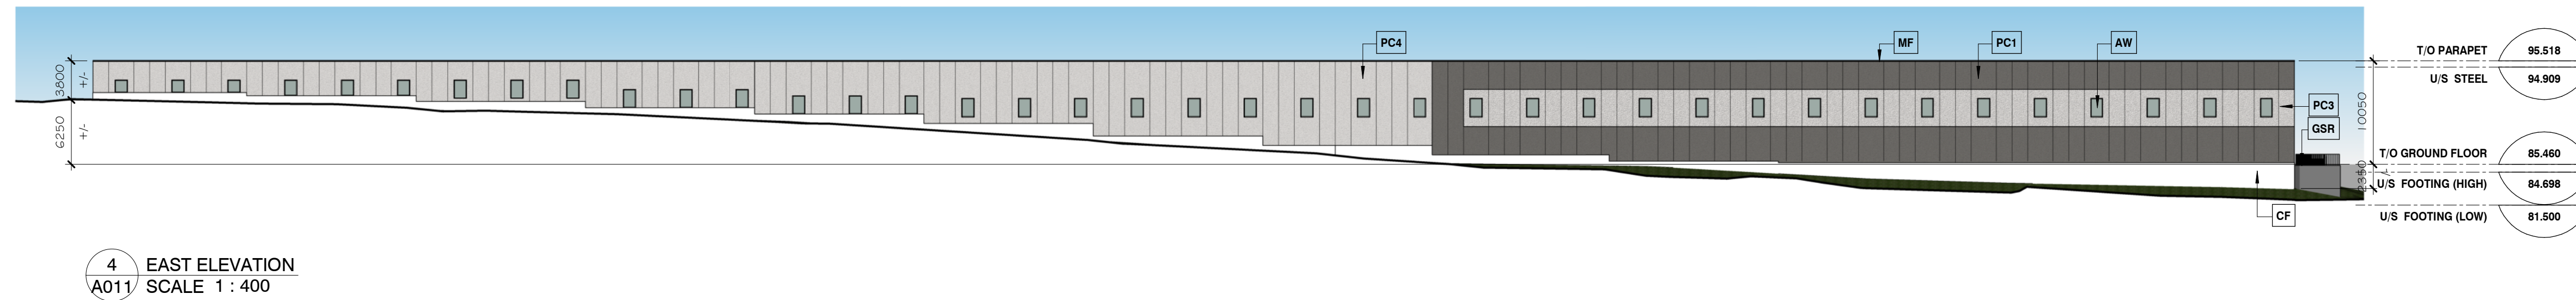 PC4
MF
PC1
AW
T/O PARAPET 95.518
U/S STEEL 94.909
3800 +/-
6250 +/-
10050
PC3
GSR
T/O GROUND FLOOR 85.460
U/S FOOTING (HIGH) 84.698
U/S FOOTING (LOW) 81.500
CF
4 EAST ELEVATION
A011 SCALE 1 : 400